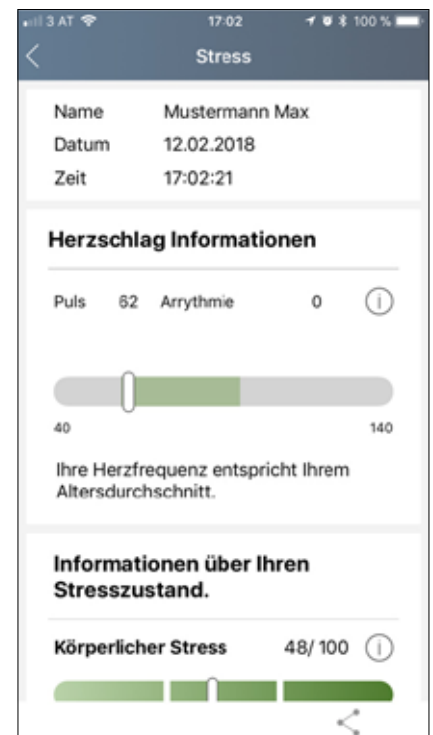 3 AT 17:02 100 %
Stress
Name Mustermann Max
Datum 12.02.2018
Zeit 17:02:21
Herzschlag Informationen
Puls 62 Arrythmie 0 i
40 140
Ihre Herzfrequenz entspricht Ihrem
Altersdurchschnitt.
Informationen über Ihren
Stresszustand.
Körperlicher Stress 48/ 100 i